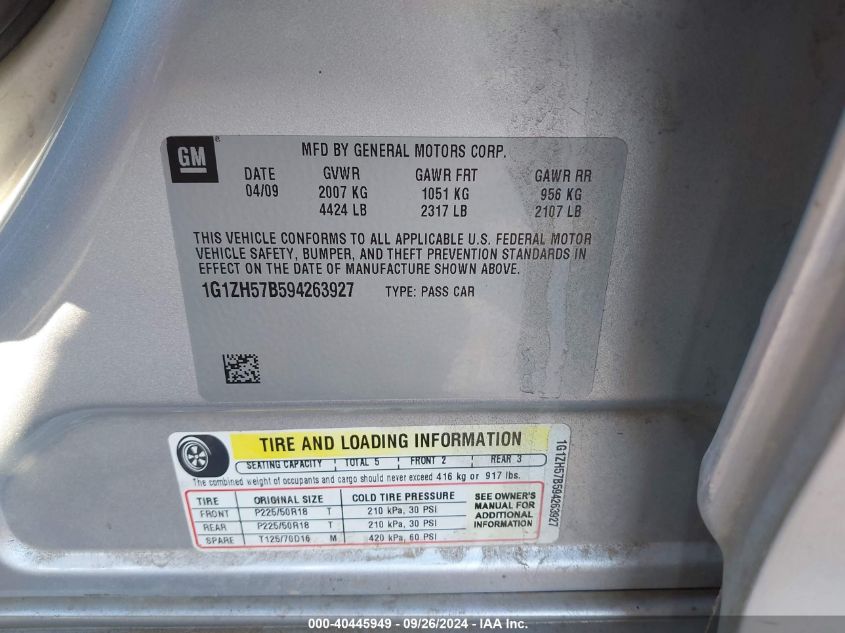 GM
MFD BY GENERAL MOTORS CORP.
DATE GVWR GAWR FRT GAWR RR
04/09 2007 KG 1051 KG 956 KG
4424 LB 2317 LB 2107 LB
THIS VEHICLE CONFORMS TO ALL APPLICABLE U.S. FEDERAL MOTOR
VEHICLE SAFETY, BUMPER, AND THEFT PREVENTION STANDARDS IN
EFFECT ON THE DATE OF MANUFACTURE SHOWN ABOVE.
1G1ZH57B594263927 TYPE: PASS CAR
TIRE AND LOADING INFORMATION
SEATING CAPACITY TOTAL 5 FRONT 2 REAR 3
The combined weight of occupants and cargo should never exceed 416 kg or 917 lbs.
TIRE ORIGINAL SIZE COLD TIRE PRESSURE
FRONT P225/50R18 T 210 kPa, 30 PSI
REAR P225/50R18 T 210 kPa, 30 PSI
SPARE T125/70D16 M 420 kPa, 60 PSI
SEE OWNER'S
MANUAL FOR
ADDITIONAL
INFORMATION
1G1ZH57B594263927
000-40445949 - 09/26/2024 - IAA Inc.